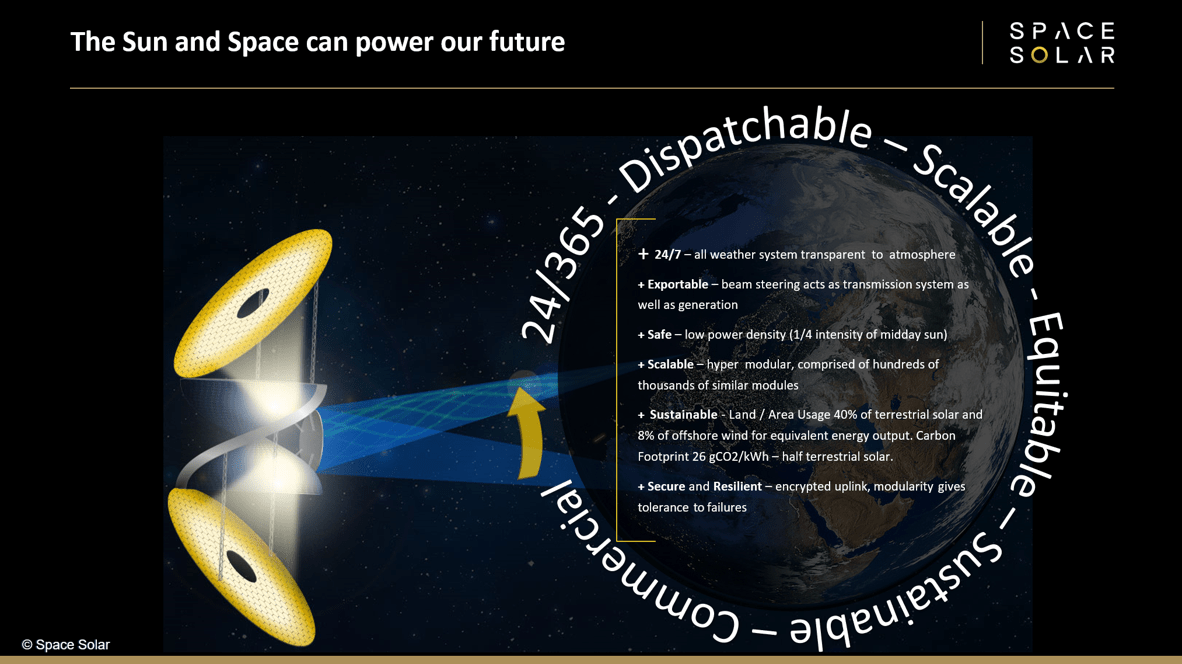 The Sun and Space can power our future
SPACE
SOLAR
24/365 - Dispatchable – Scalable - Equitable – Sustainable – Commercial
+ 24/7 – all weather system transparent to atmosphere
+ Exportable – beam steering acts as transmission system as
well as generation
+ Safe – low power density (1/4 intensity of midday sun)
+ Scalable – hyper modular, comprised of hundreds of
thousands of similar modules
+ Sustainable - Land / Area Usage 40% of terrestrial solar and
8% of offshore wind for equivalent energy output. Carbon
Footprint 26 gCO2/kWh – half terrestrial solar.
+ Secure and Resilient – encrypted uplink, modularity gives
tolerance to failures
© Space Solar